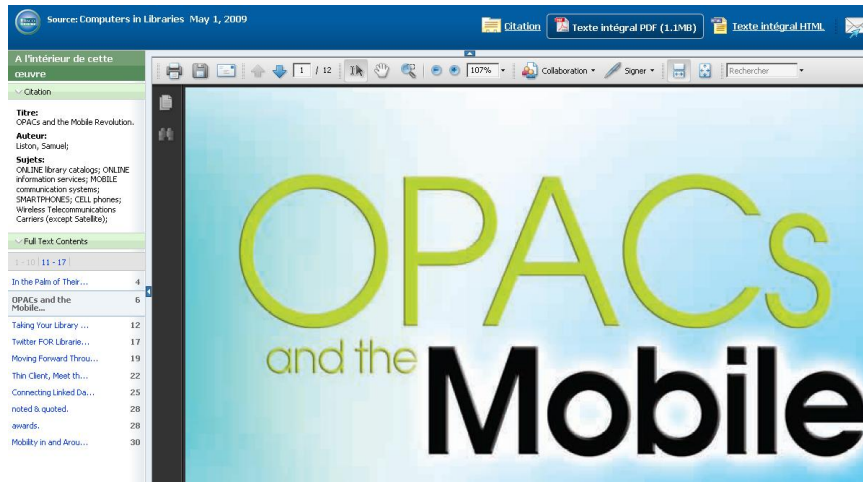 Source: Computers in Libraries May 1, 2009
Citation
Texte intégral PDF (1.1MB)
Texte intégral HTML
A l'intérieur de cette
œuvre
Citation
Titre:
OPACs and the Mobile Revolution.
Auteur:
Liston, Samuel;
Sujets:
ONLINE library catalogs; ONLINE
information services; MOBILE
communication systems;
SMARTPHONES; CELL phones;
Wireless Telecommunications
Carriers (except Satellite);
Full Text Contents
1 - 10 | 11 - 17 |
In the Palm of Their... 4
OPACs and the 6
Mobile...
Taking Your Library ... 12
Twitter FOR Librarie... 17
Moving Forward Throu... 19
Thin Client, Meet th... 22
Connecting Linked Da... 25
noted & quoted. 28
awards. 28
Mobility in and Arou... 30
1 / 12
107%
Collaboration
Signer
Rechercher
OPACs
and the
Mobile